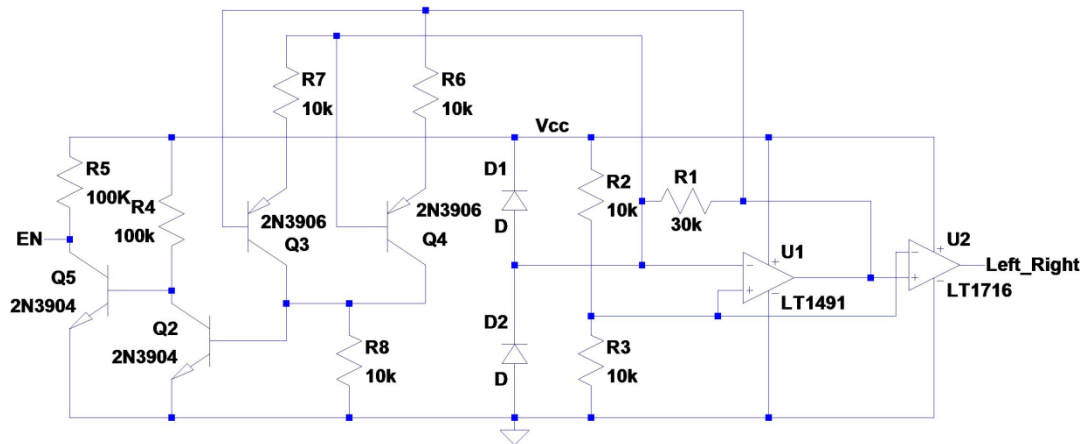 R7
10k
R6
10k
Vcc
R5
100K
R4
100k
EN
Q5
2N3904
Q2
2N3904
2N3906
Q3
2N3906
Q4
R8
10k
D1
D
D2
D
R2
10k
R1
30k
R3
10k
U1
LT1491
U2
LT1716
Left_Right